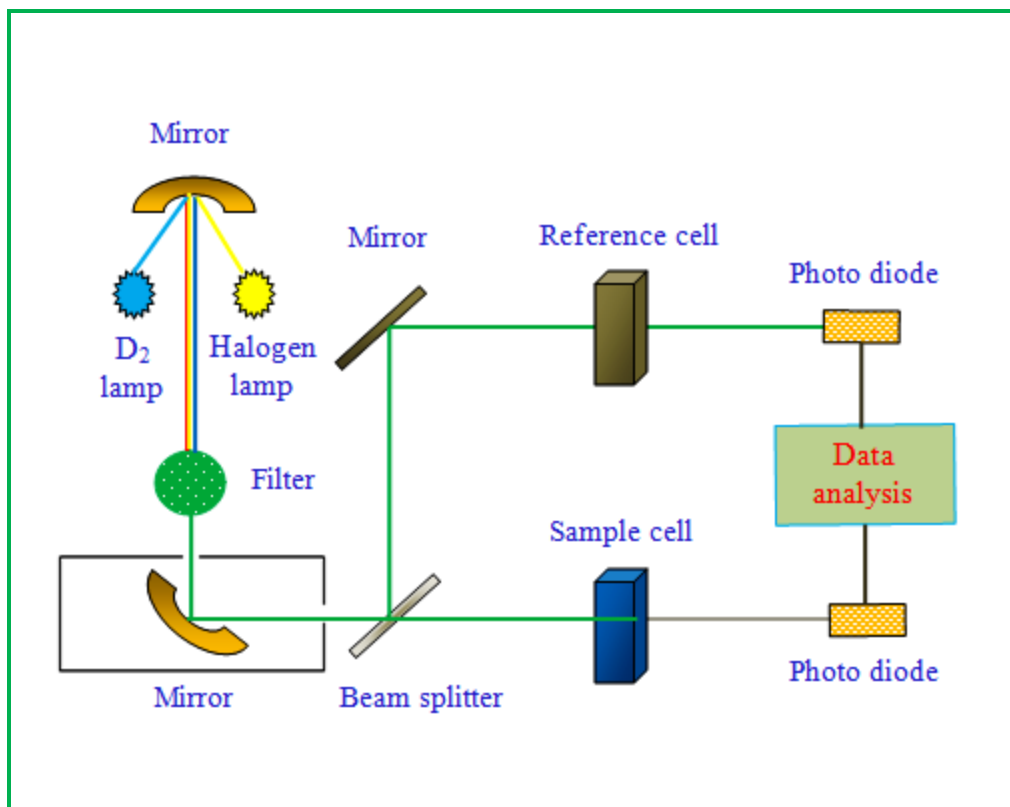 Mirror
Mirror
Reference cell
Photo diode
D₂
lamp
Halogen
lamp
Filter
Data
analysis
Sample cell
Mirror
Beam splitter
Photo diode